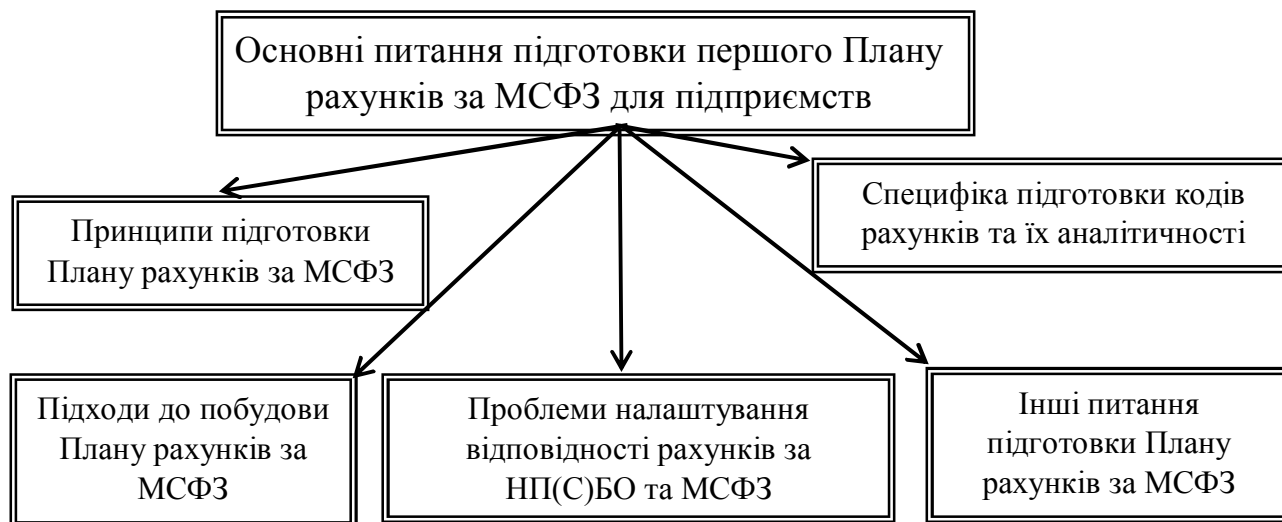 Основні питання підготовки першого Плану
рахунків за МСФЗ для підприємств
Принципи підготовки
Плану рахунків за МСФЗ
Специфіка підготовки кодів
рахунків та їх аналітичності
Підходи до побудови
Плану рахунків за
МСФЗ
Проблеми налаштування
відповідності рахунків за
НП(С)БО та МСФЗ
Інші питання
підготовки Плану
рахунків за МСФЗ